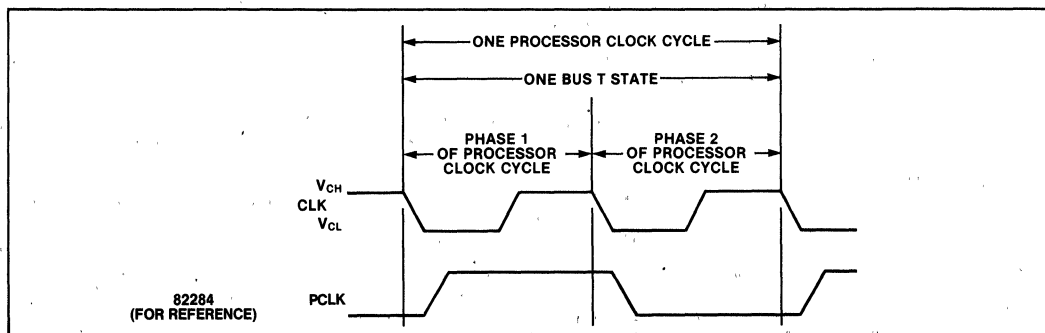 ONE PROCESSOR CLOCK CYCLE
ONE BUS T STATE
PHASE 1
OF PROCESSOR
CLOCK CYCLE
PHASE 2
OF PROCESSOR
CLOCK CYCLE
VCH
CLK
VCL
82284
(FOR REFERENCE)
PCLK